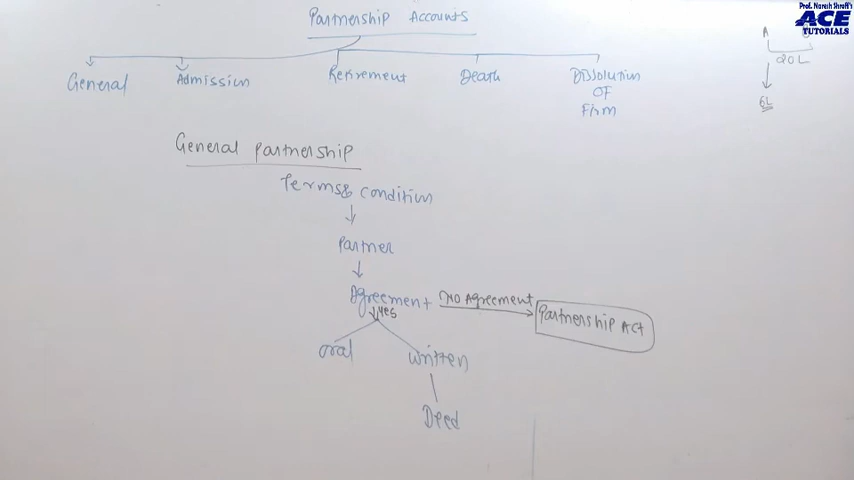 Prof. Naresh Shroff's
ACE
TUTORIALS
Partnership Accounts
General Admission Retirement Death Dissolution
OF
Firm
A
20L
6L
General partnership
Terms & condition
Partner
Agreement No Agreement Partnership Act
Yes
oral written
Deed